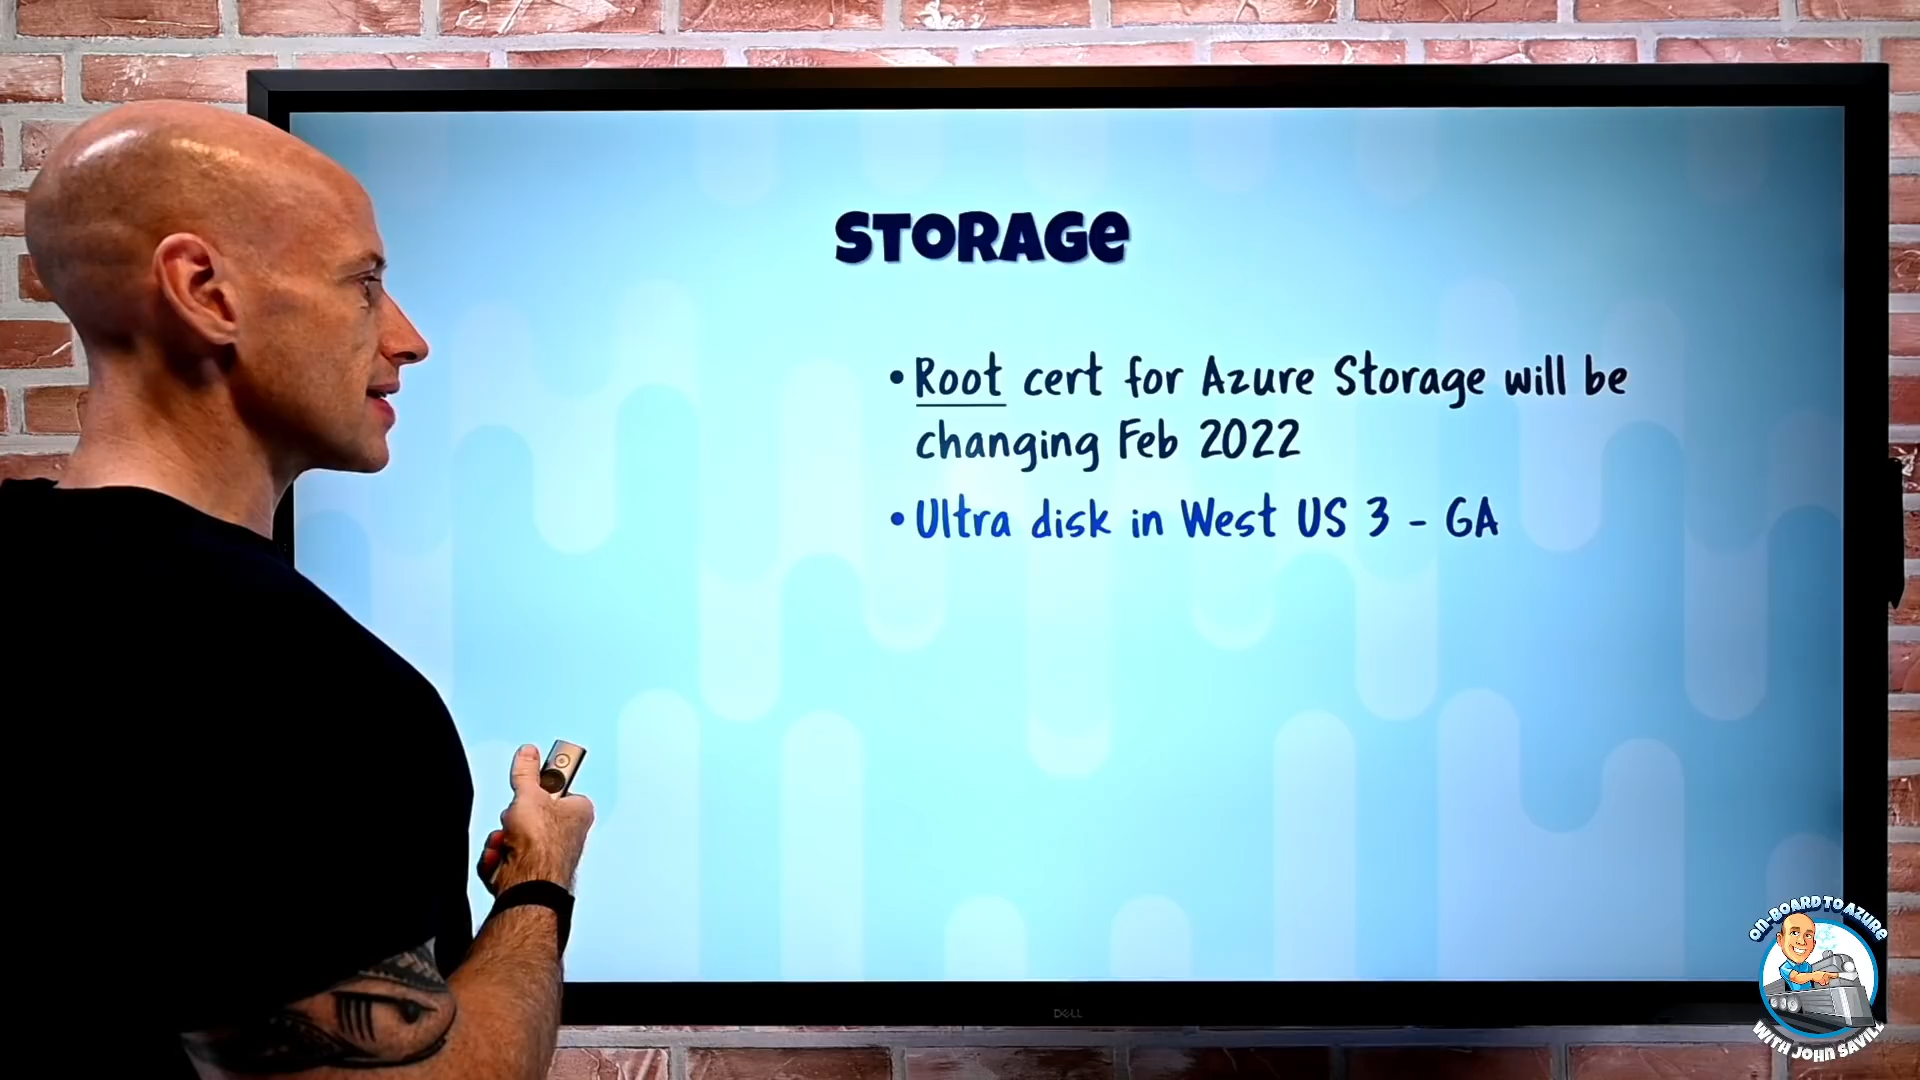 STORAGE
• Root cert for Azure Storage will be
changing Feb 2022
• Ultra disk in West US 3 - GA
DELL
ON-BOARD TO AZURE
WITH JOHN SAVILL